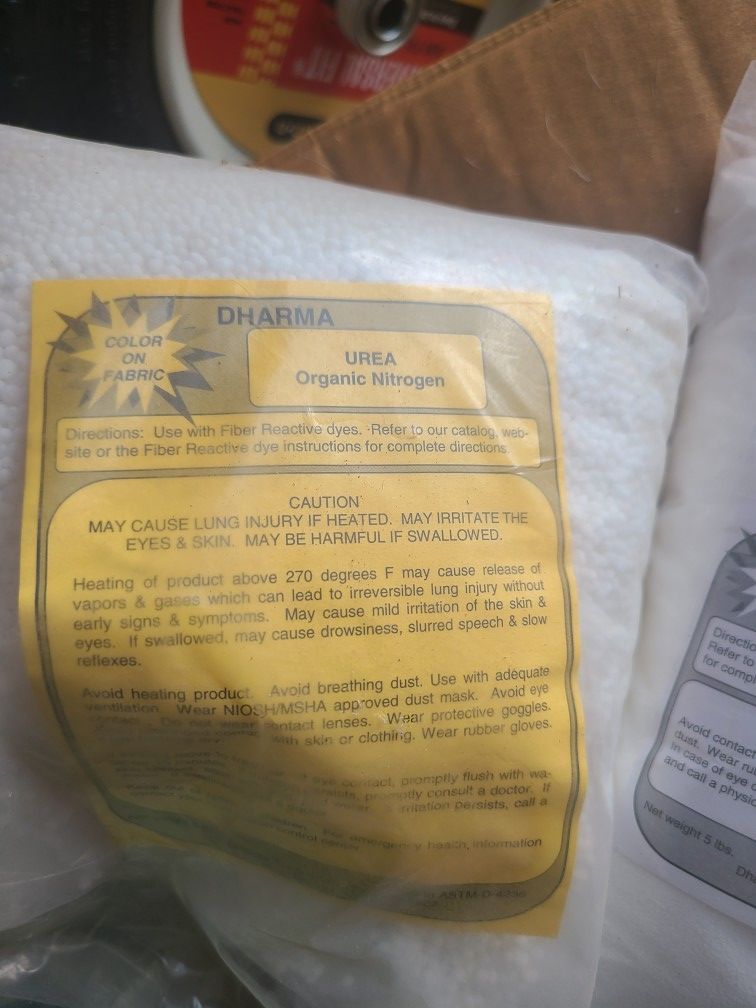 DHARMA
COLOR
ON
FABRIC
UREA
Organic Nitrogen
Directions: Use with Fiber Reactive dyes. Refer to our catalog, web-
site or the Fiber Reactive dye instructions for complete directions.
CAUTION
MAY CAUSE LUNG INJURY IF HEATED. MAY IRRITATE THE
EYES & SKIN. MAY BE HARMFUL IF SWALLOWED.
Heating of product above 270 degrees F may cause release of
vapors & gases which can lead to irreversible lung injury without
early signs & symptoms. May cause mild irritation of the skin &
eyes. If swallowed, may cause drowsiness, slurred speech & slow
reflexes.
Avoid heating product. Avoid breathing dust. Use with adequate
ventilation. Wear NIOSH/MSHA approved dust mask. Avoid eye
contact. Do not wear contact lenses. Wear protective goggles.
with skin or clothing. Wear rubber gloves.
eye contact, promptly flush with wa-
promptly consult a doctor. If
irritation persists, call a
For emergency health information
control center
ASTM-D-4236
Refer to
for compl
Avoid contact
dust. Wear ru
In case of eye c
and call a physic
Net weight 5 lbs.